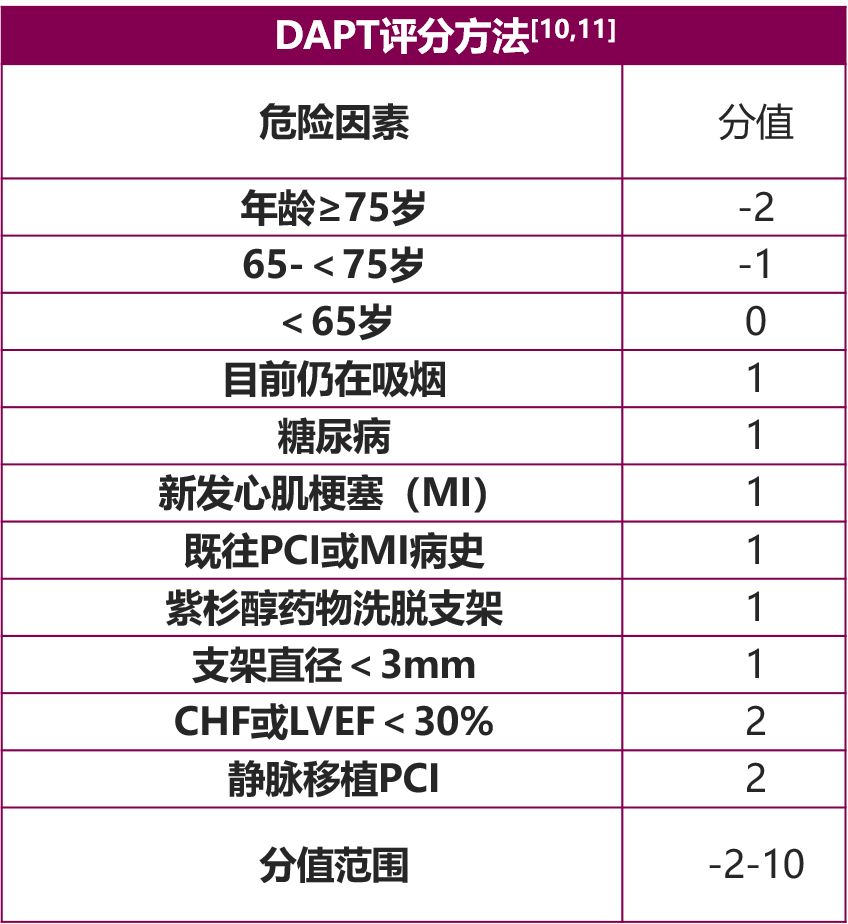 DAPT评分方法[10,11]
危险因素 分值
年龄≥75岁 -2
65-＜75岁 -1
＜65岁 0
目前仍在吸烟 1
糖尿病 1
新发心肌梗塞（MI） 1
既往PCI或MI病史 1
紫杉醇药物洗脱支架 1
支架直径＜3mm 1
CHF或LVEF＜30% 2
静脉移植PCI 2
分值范围 -2-10